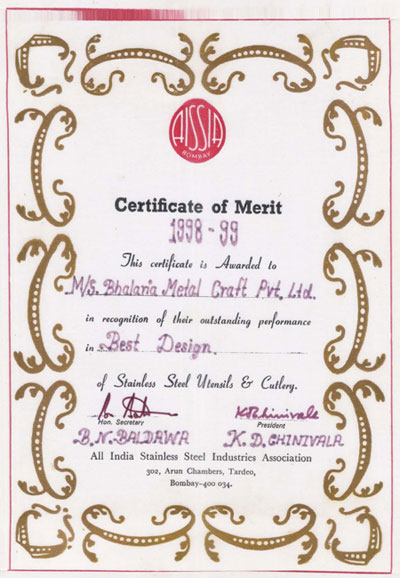 AISSIA
BOMBAY
Certificate of Merit
1998-99
This certificate is Awarded to
M/S. Bhalaria Metal Craft Pvt. Ltd.
in recognition of their outstanding performance
in Best Design.
of Stainless Steel Utensils & Cutlery.
K D Chinivala
Hon. Secretary President
B. N. BALDAWA K. D. CHINIVALA
All India Stainless Steel Industries Association
302, Arun Chambers, Tardeo,
Bombay-400 034.